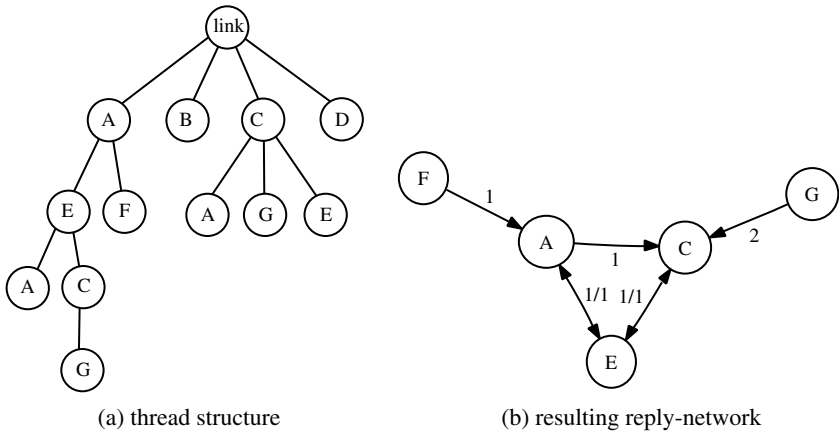 link
A
B
C
D
E
F
A
G
E
A
C
G
F
1
A
1
C
2
G
1/1
1/1
E
(a) thread structure
(b) resulting reply-network